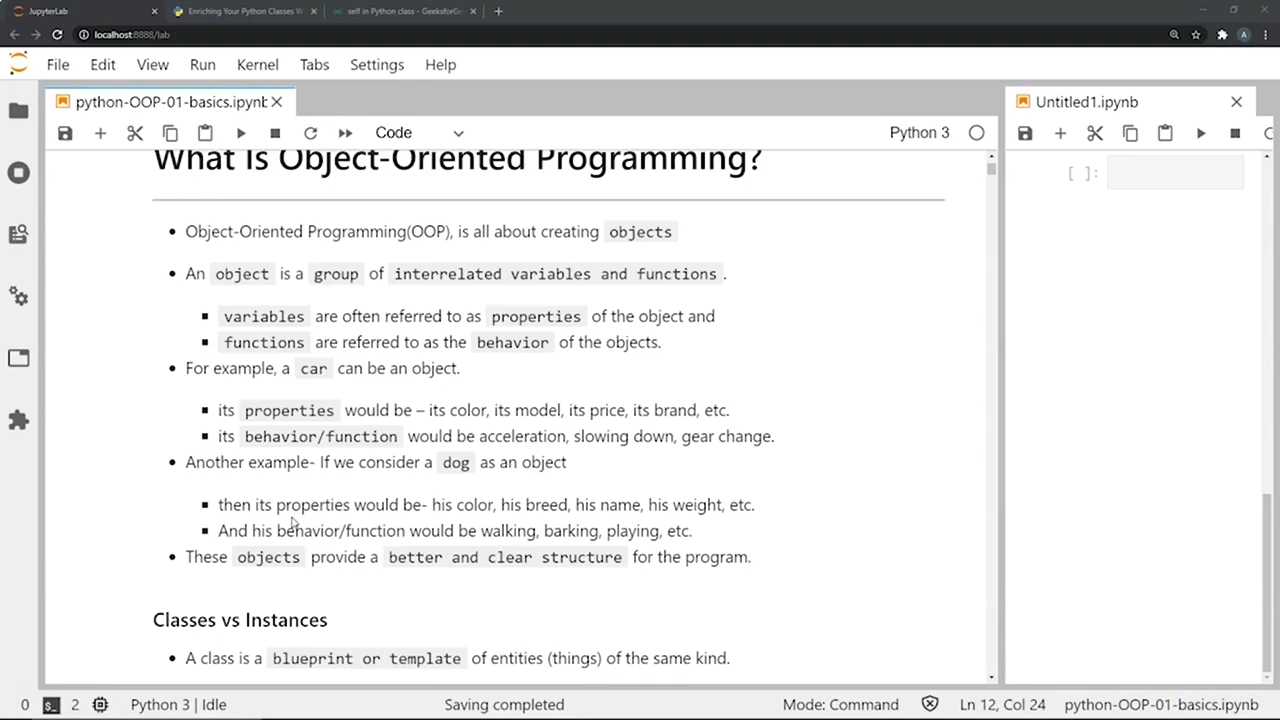 JupyterLab
Enriching Your Python Classes W
self in Python class - GeeksforGe
localhost:8888/lab
A
File Edit View Run Kernel Tabs Settings Help
python-OOP-01-basics.ipynb
Untitled1.ipynb
Code
Python 3
What Is Object-Oriented Programming?
[ ]:
Object-Oriented Programming(OOP), is all about creating objects
An object is a group of interrelated variables and functions.
variables are often referred to as properties of the object and
functions are referred to as the behavior of the objects.
For example, a car can be an object.
its properties would be – its color, its model, its price, its brand, etc.
its behavior/function would be acceleration, slowing down, gear change.
Another example- If we consider a dog as an object
then its properties would be- his color, his breed, his name, his weight, etc.
And his behavior/function would be walking, barking, playing, etc.
These objects provide a better and clear structure for the program.
Classes vs Instances
A class is a blueprint or template of entities (things) of the same kind.
0 $_ 2 Python 3 | Idle Saving completed Mode: Command Ln 12, Col 24 python-OOP-01-basics.ipynb